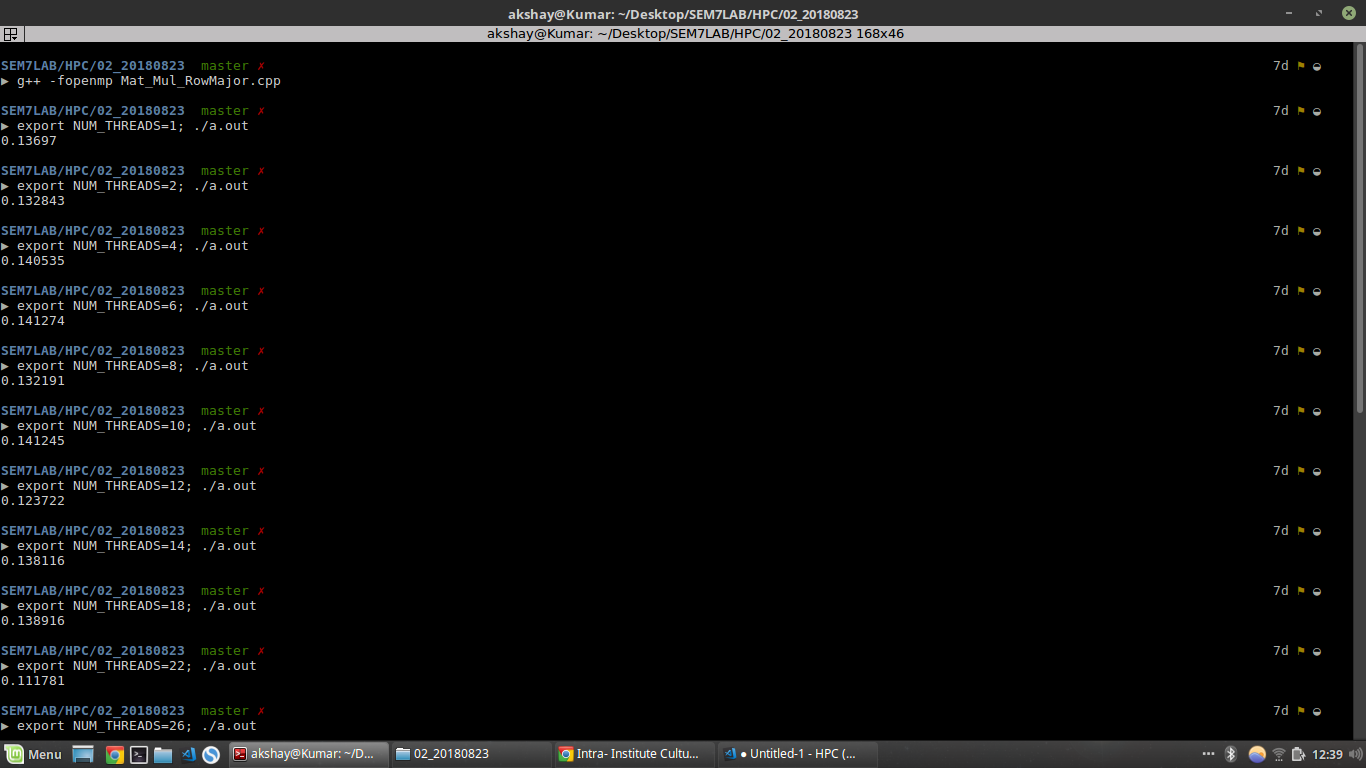 akshay@Kumar: ~/Desktop/SEM7LAB/HPC/02_20180823
akshay@Kumar: ~/Desktop/SEM7LAB/HPC/02_20180823 168x46
SEM7LAB/HPC/02_20180823 master ✗ 7d ⚑ ◒
▶ g++ -fopenmp Mat_Mul_RowMajor.cpp
SEM7LAB/HPC/02_20180823 master ✗ 7d ⚑ ◒
▶ export NUM_THREADS=1; ./a.out
0.13697
SEM7LAB/HPC/02_20180823 master ✗ 7d ⚑ ◒
▶ export NUM_THREADS=2; ./a.out
0.132843
SEM7LAB/HPC/02_20180823 master ✗ 7d ⚑ ◒
▶ export NUM_THREADS=4; ./a.out
0.140535
SEM7LAB/HPC/02_20180823 master ✗ 7d ⚑ ◒
▶ export NUM_THREADS=6; ./a.out
0.141274
SEM7LAB/HPC/02_20180823 master ✗ 7d ⚑ ◒
▶ export NUM_THREADS=8; ./a.out
0.132191
SEM7LAB/HPC/02_20180823 master ✗ 7d ⚑ ◒
▶ export NUM_THREADS=10; ./a.out
0.141245
SEM7LAB/HPC/02_20180823 master ✗ 7d ⚑ ◒
▶ export NUM_THREADS=12; ./a.out
0.123722
SEM7LAB/HPC/02_20180823 master ✗ 7d ⚑ ◒
▶ export NUM_THREADS=14; ./a.out
0.138116
SEM7LAB/HPC/02_20180823 master ✗ 7d ⚑ ◒
▶ export NUM_THREADS=18; ./a.out
0.138916
SEM7LAB/HPC/02_20180823 master ✗ 7d ⚑ ◒
▶ export NUM_THREADS=22; ./a.out
0.111781
SEM7LAB/HPC/02_20180823 master ✗ 7d ⚑ ◒
▶ export NUM_THREADS=26; ./a.out
Menu akshay@Kumar: ~/D... 02_20180823 Intra- Institute Cultu... ● Untitled-1 - HPC (... 12:39